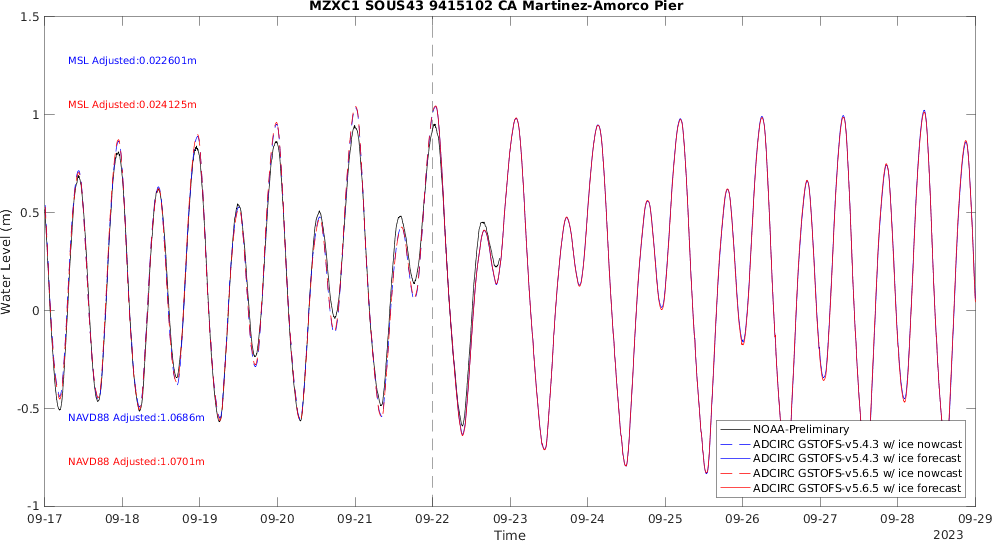 MZXC1 SOUS43 9415102 CA Martinez-Amorco Pier
1.5
MSL Adjusted:0.022601m
MSL Adjusted:0.024125m
1
0.5
Water Level (m)
0
-0.5
NAVD88 Adjusted:1.0686m
NAVD88 Adjusted:1.0701m
NOAA-Preliminary
ADCIRC GSTOFS-v5.4.3 w/ ice nowcast
ADCIRC GSTOFS-v5.4.3 w/ ice forecast
ADCIRC GSTOFS-v5.6.5 w/ ice nowcast
ADCIRC GSTOFS-v5.6.5 w/ ice forecast
-1
09-17 09-18 09-19 09-20 09-21 09-22 09-23 09-24 09-25 09-26 09-27 09-28 09-29
Time
2023